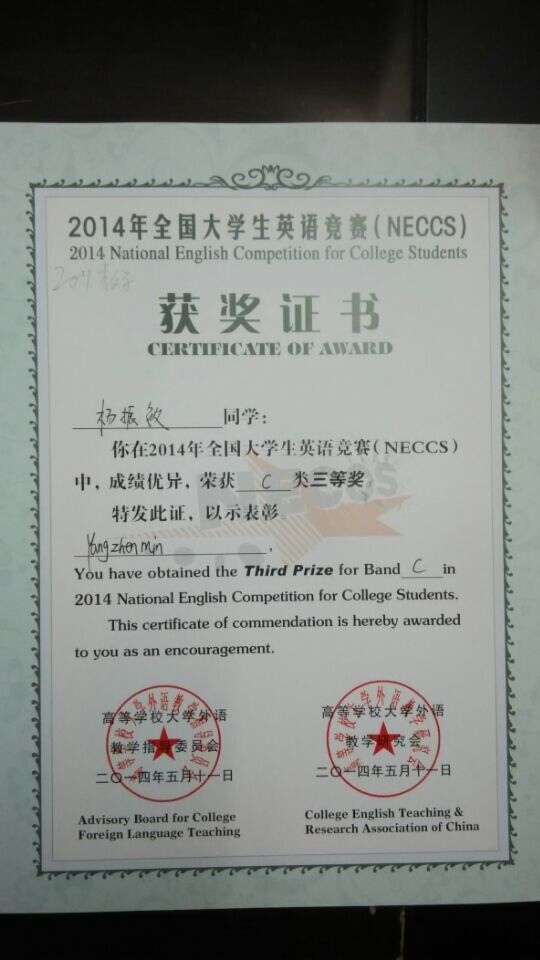 2014年全国大学生英语竞赛(NECCS)
2014 National English Competition for College Students
获奖证书
CERTIFICATE OF AWARD
杨振敏 同学:
你在2014年全国大学生英语竞赛(NECCS)
中,成绩优异,荣获 C 类三等奖,
特发此证,以示表彰。
NECCS
Yangzhenmin,
You have obtained the Third Prize for Band C in
2014 National English Competition for College Students.
This certificate of commendation is hereby awarded
to you as an encouragement.
高等学校大学外语
教学指导委员会
二〇一四年五月十一日
Advisory Board for College
Foreign Language Teaching
高等学校大学外语
教学研究会
二〇一四年五月十一日
College English Teaching &
Research Association of China